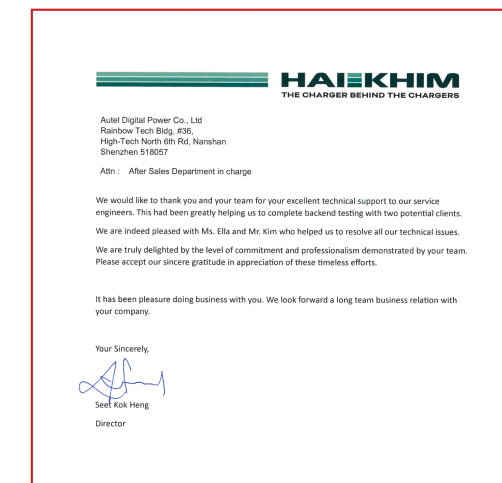 HAIEKHIM
THE CHARGER BEHIND THE CHARGERS
Autel Digital Power Co., Ltd
Rainbow Tech Bldg, #36,
High-Tech North 6th Rd, Nanshan
Shenzhen 518057
Attn : After Sales Department in charge
We would like to thank you and your team for your excellent technical support to our service
engineers. This had been greatly helping us to complete backend testing with two potential clients.
We are indeed pleased with Ms. Ella and Mr. Kim who helped us to resolve all our technical issues.
We are truly delighted by the level of commitment and professionalism demonstrated by your team.
Please accept our sincere gratitude in appreciation of these timeless efforts.
It has been pleasure doing business with you. We look forward a long team business relation with
your company.
Your Sincerely,
Seet Kok Heng
Director